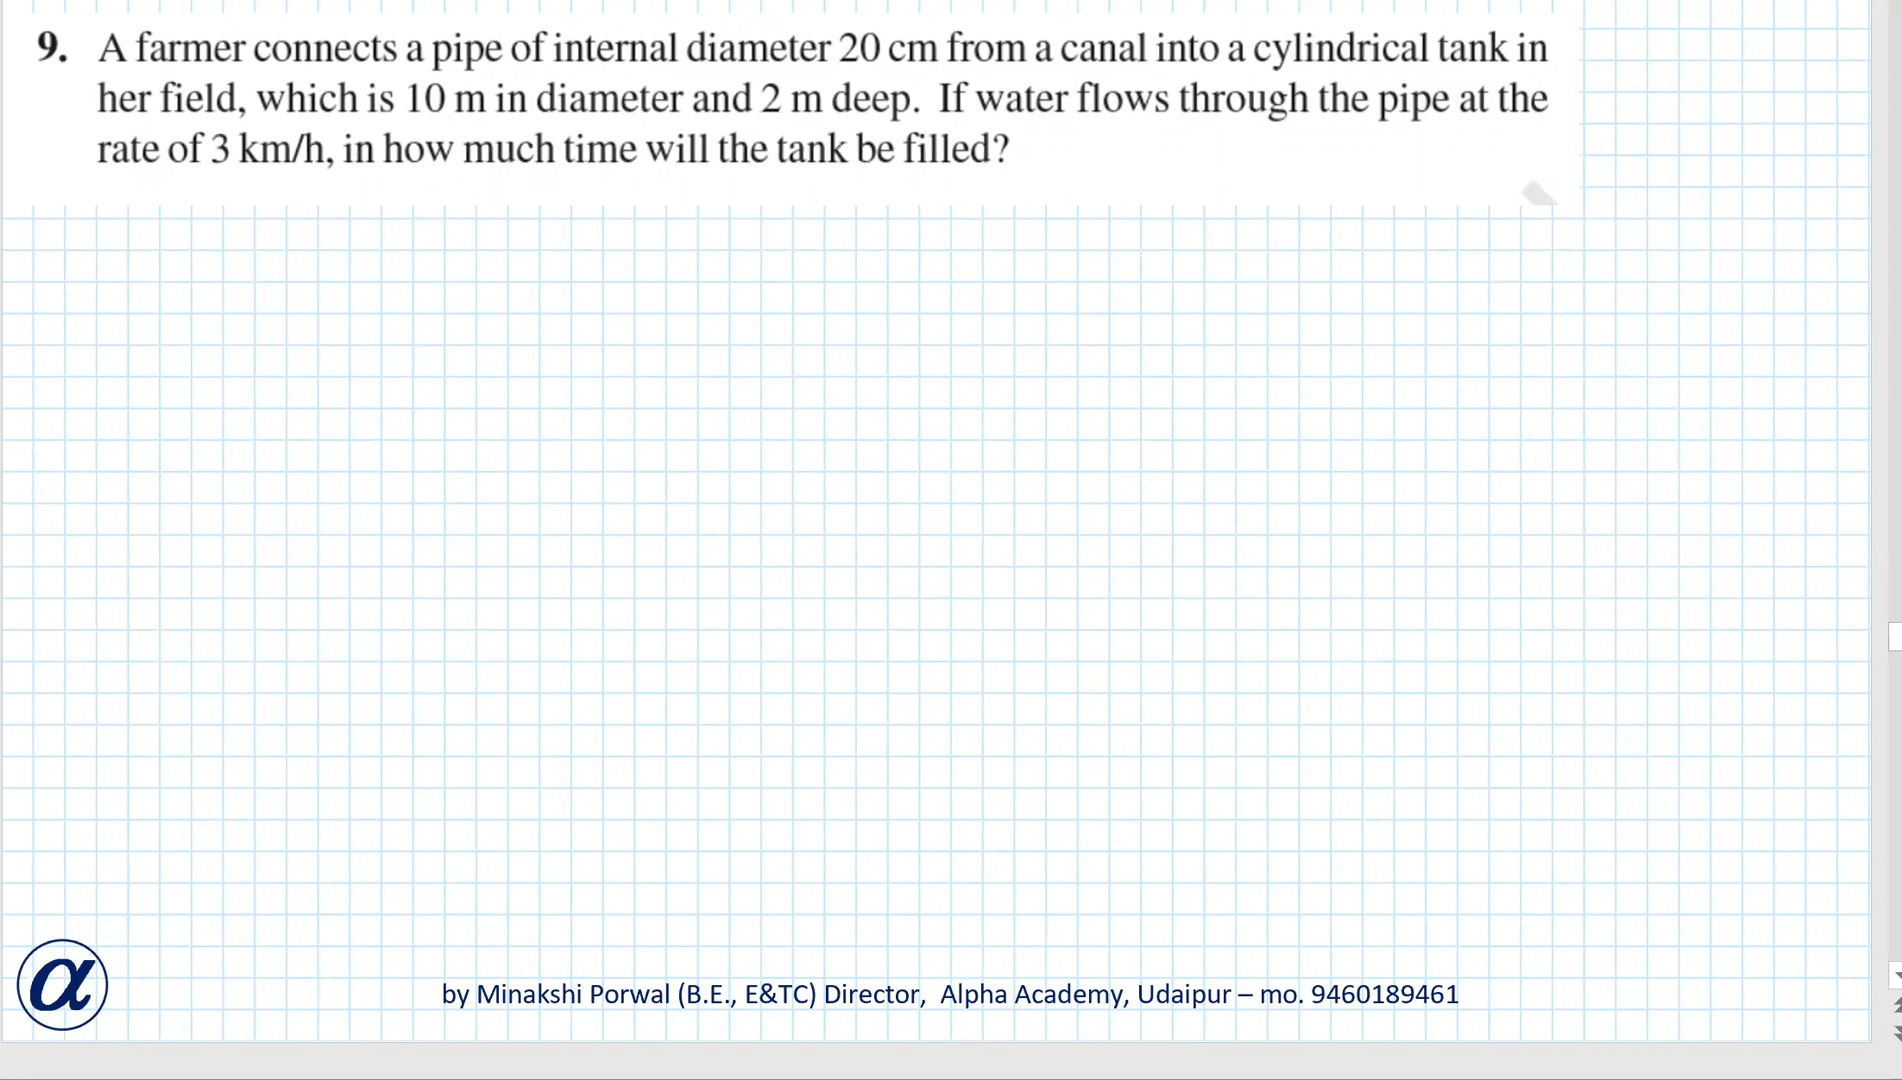 9. A farmer connects a pipe of internal diameter 20 cm from a canal into a cylindrical tank in
her field, which is 10 m in diameter and 2 m deep. If water flows through the pipe at the
rate of 3 km/h, in how much time will the tank be filled?
α
by Minakshi Porwal (B.E., E&TC) Director, Alpha Academy, Udaipur – mo. 9460189461